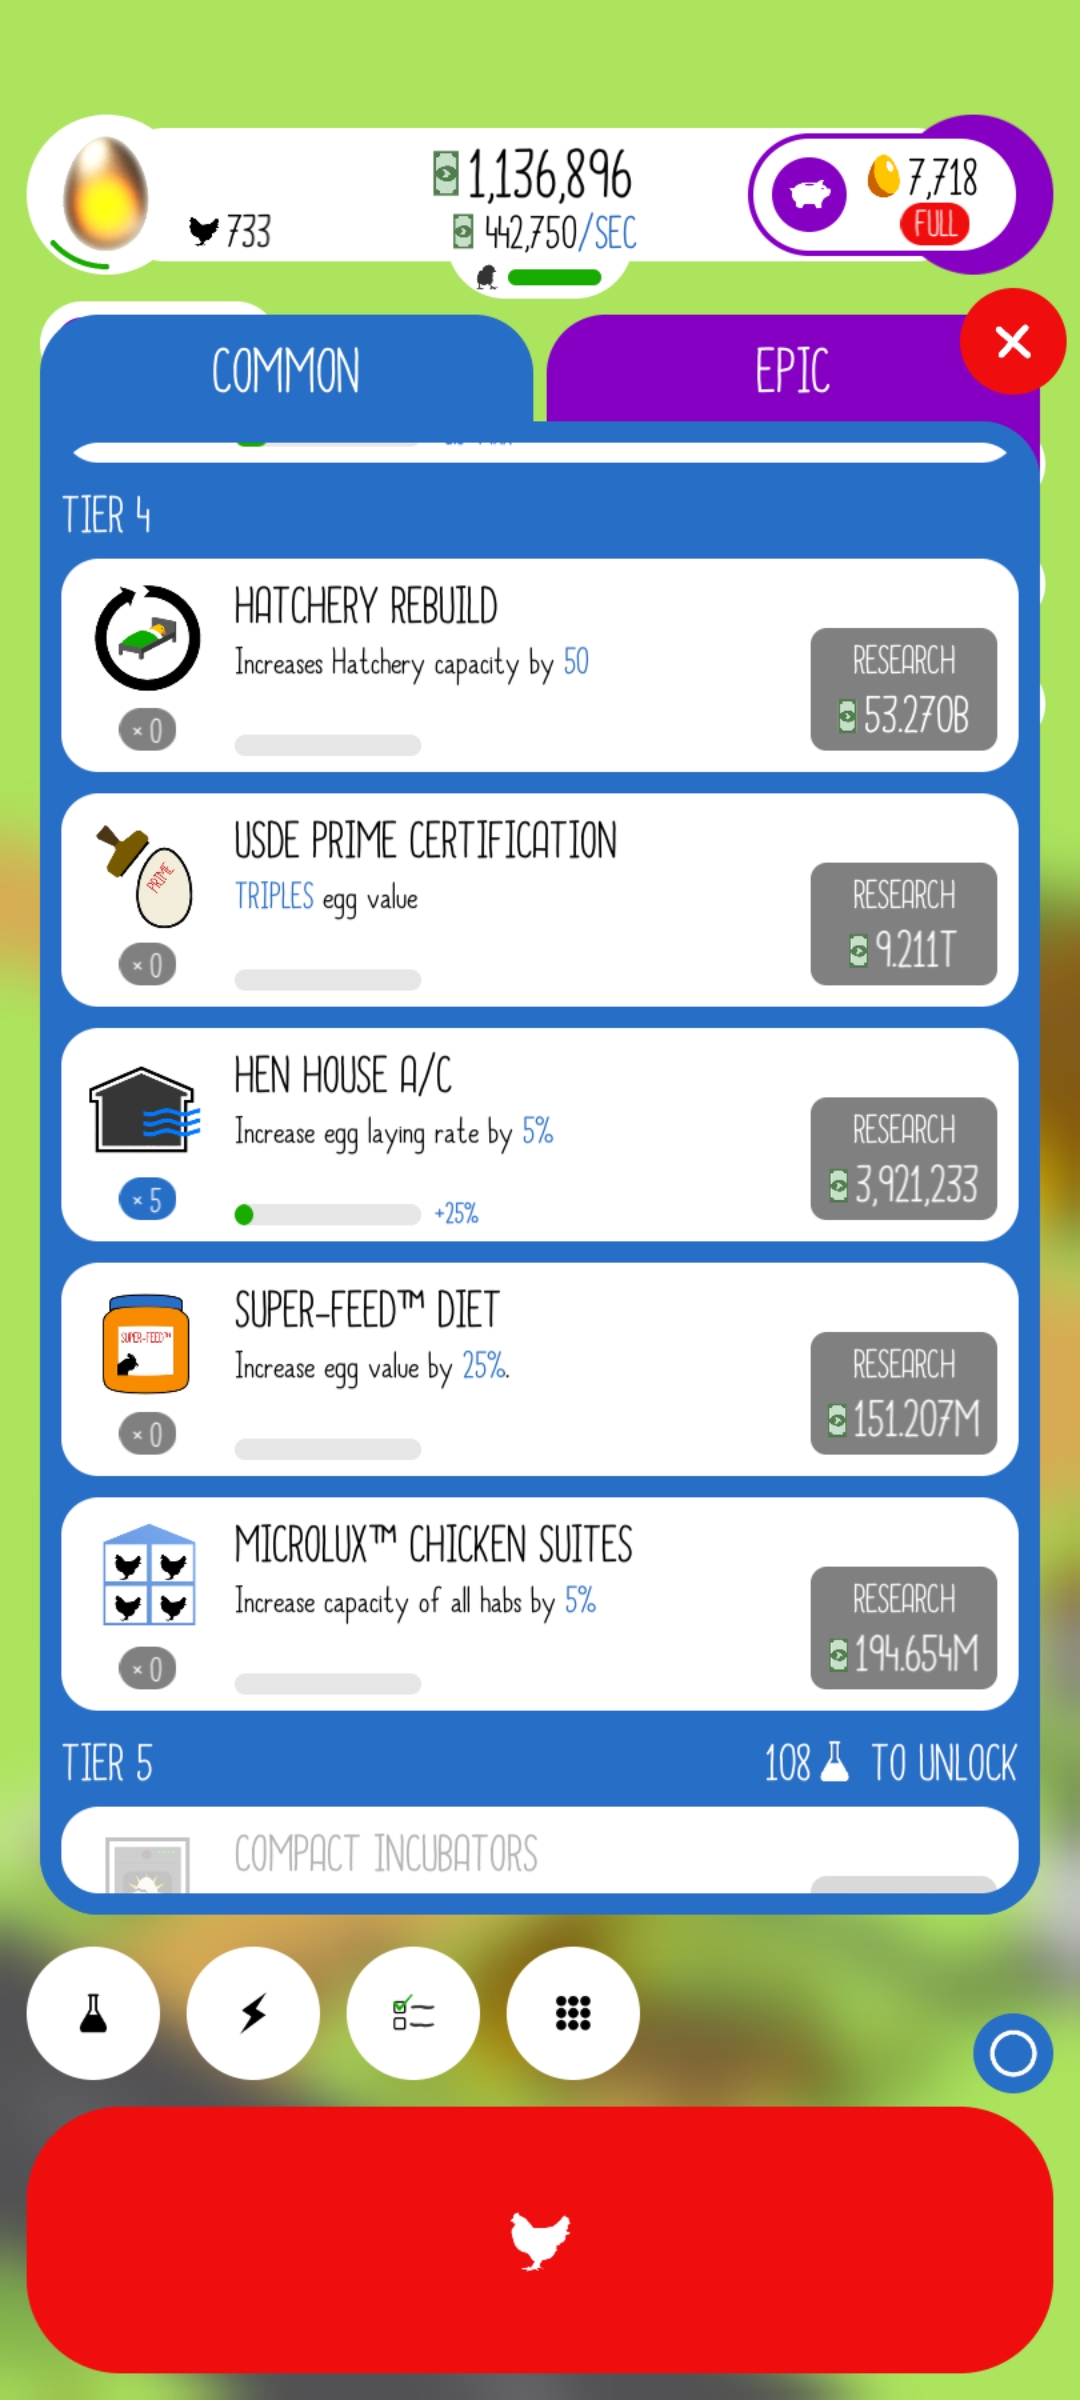 1,136,896
733
442,750/SEC
7,718
FULL
COMMON
EPIC
TIER 4
HATCHERY REBUILD
Increases Hatchery capacity by 50
× 0
RESEARCH
53.270B
USDE PRIME CERTIFICATION
TRIPLES egg value
PRIME
× 0
RESEARCH
9.211T
HEN HOUSE A/C
Increase egg laying rate by 5%
× 5
+25%
RESEARCH
3,921,233
SUPER-FEED™ DIET
Increase egg value by 25%.
SUPER-FEED™
× 0
RESEARCH
151.207M
MICROLUX™ CHICKEN SUITES
Increase capacity of all habs by 5%
× 0
RESEARCH
194.654M
TIER 5
108 TO UNLOCK
COMPACT INCUBATORS